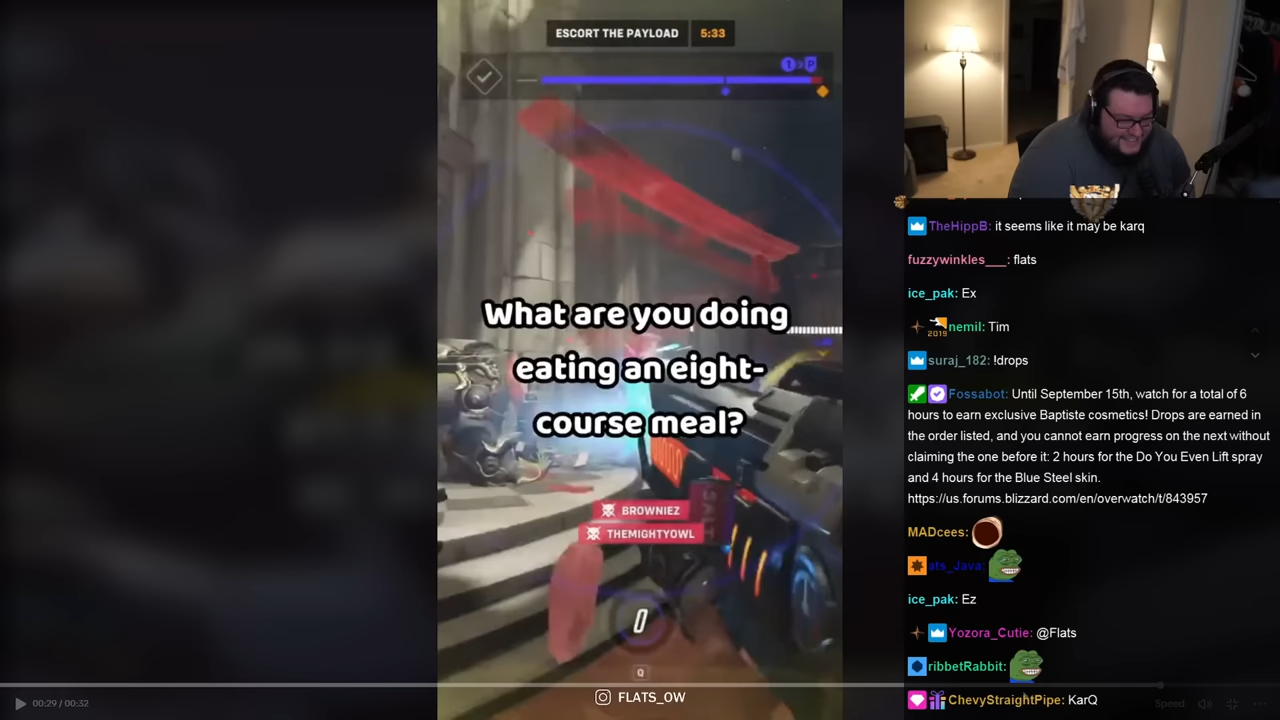 ESCORT THE PAYLOAD 5:33
1 P
What are you doing
eating an eight-
course meal?
BROWNIEZ
THEMIGHTYOWL
0
Q
FLATS_OW
00:29 / 00:32
TheHippB: it seems like it may be karq
fuzzywinkles___: flats
ice_pak: Ex
2019 nemil: Tim
suraj_182: !drops
Fossabot: Until September 15th, watch for a total of 6
hours to earn exclusive Baptiste cosmetics! Drops are earned in
the order listed, and you cannot earn progress on the next without
claiming the one before it: 2 hours for the Do You Even Lift spray
and 4 hours for the Blue Steel skin.
https://us.forums.blizzard.com/en/overwatch/t/843957
MADcees:
ats_Java:
ice_pak: Ez
Yozora_Cutie: @Flats
ribbetRabbit:
ChevyStraightPipe: KarQ
Speed